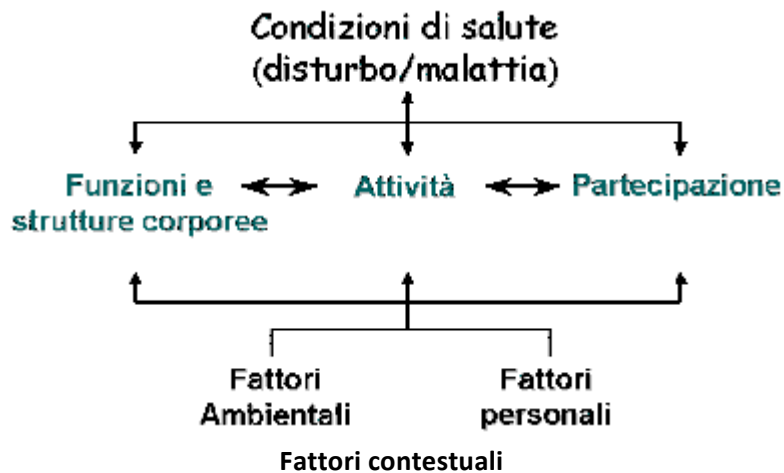 Condizioni di salute
(disturbo/malattia)
Funzioni e
strutture corporee
Attività
Partecipazione
Fattori
Ambientali
Fattori
personali
Fattori contestuali